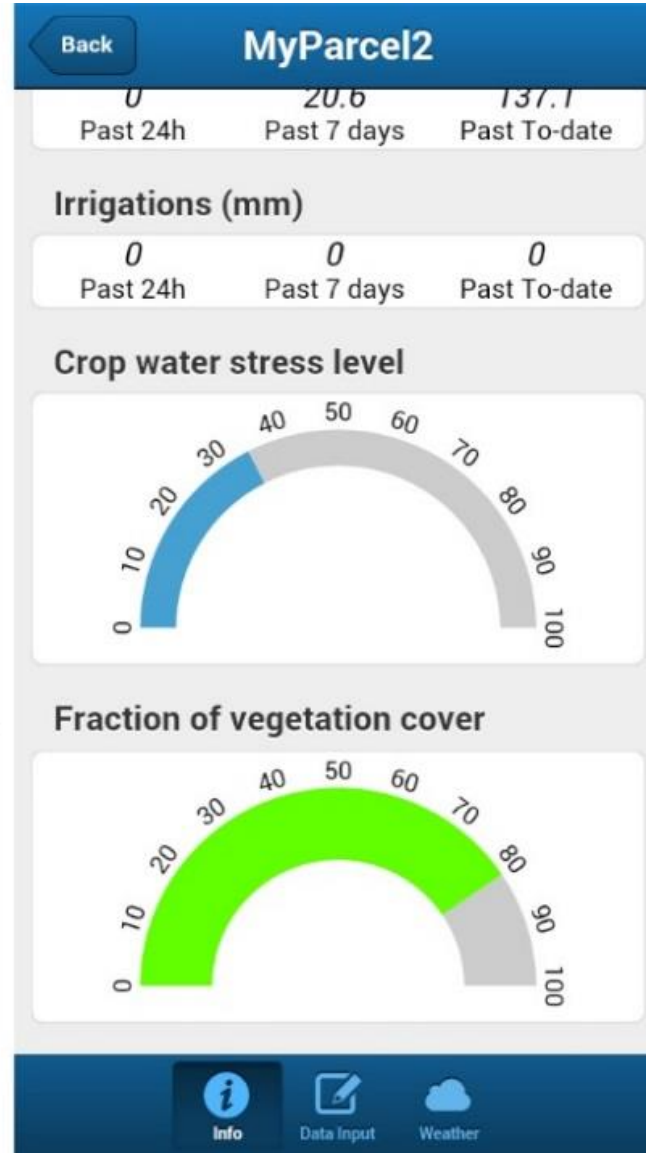 Back MyParcel2
0 20.6 137.1
Past 24h Past 7 days Past To-date
Irrigations (mm)
0 0 0
Past 24h Past 7 days Past To-date
Crop water stress level
0 10 20 30 40 50 60 70 80 90 100
Fraction of vegetation cover
0 10 20 30 40 50 60 70 80 90 100
Info Data Input Weather